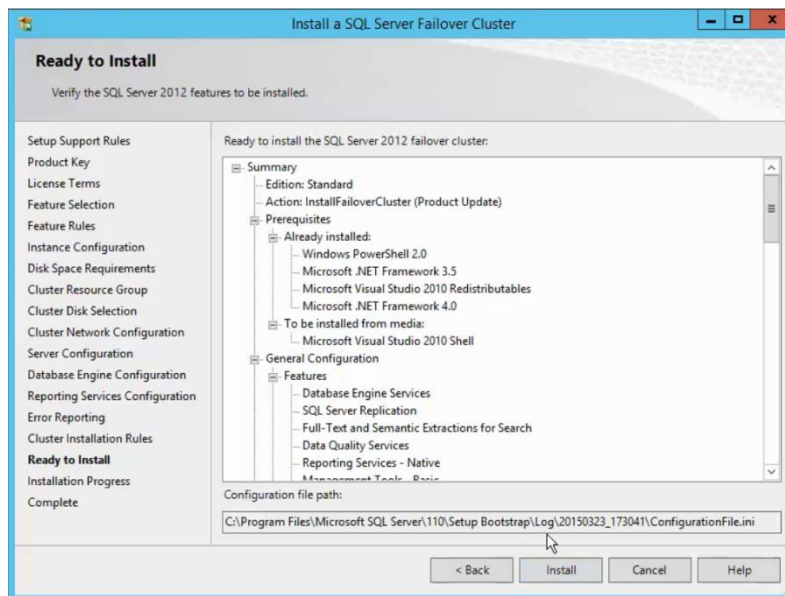 Install a SQL Server Failover Cluster
Ready to Install
Verify the SQL Server 2012 features to be installed.
Setup Support Rules
Product Key
License Terms
Feature Selection
Feature Rules
Instance Configuration
Disk Space Requirements
Cluster Resource Group
Cluster Disk Selection
Cluster Network Configuration
Server Configuration
Database Engine Configuration
Reporting Services Configuration
Error Reporting
Cluster Installation Rules
Ready to Install
Installation Progress
Complete
Ready to install the SQL Server 2012 failover cluster:
Summary
Edition: Standard
Action: InstallFailoverCluster (Product Update)
Prerequisites
Already installed:
Windows PowerShell 2.0
Microsoft .NET Framework 3.5
Microsoft Visual Studio 2010 Redistributables
Microsoft .NET Framework 4.0
To be installed from media:
Microsoft Visual Studio 2010 Shell
General Configuration
Features
Database Engine Services
SQL Server Replication
Full-Text and Semantic Extractions for Search
Data Quality Services
Reporting Services - Native
Management Tools - Basic
Configuration file path:
C:\Program Files\Microsoft SQL Server\110\Setup Bootstrap\Log\20150323_173041\ConfigurationFile.ini
< Back
Install
Cancel
Help